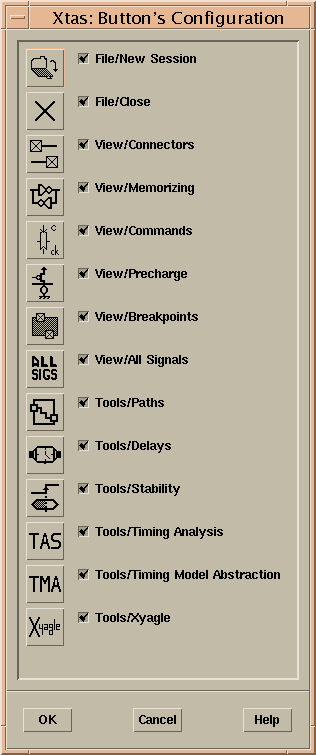 Xtas: Button's Configuration
File/New Session
File/Close
View/Connectors
View/Memorizing
c
View/Commands
ck
View/Precharge
View/Breakpoints
ALL
SIGS
View/All Signals
Tools/Paths
Tools/Delays
Tools/Stability
TAS
Tools/Timing Analysis
TMA
Tools/Timing Model Abstraction
Xyagle
Tools/Xyagle
OK
Cancel
Help